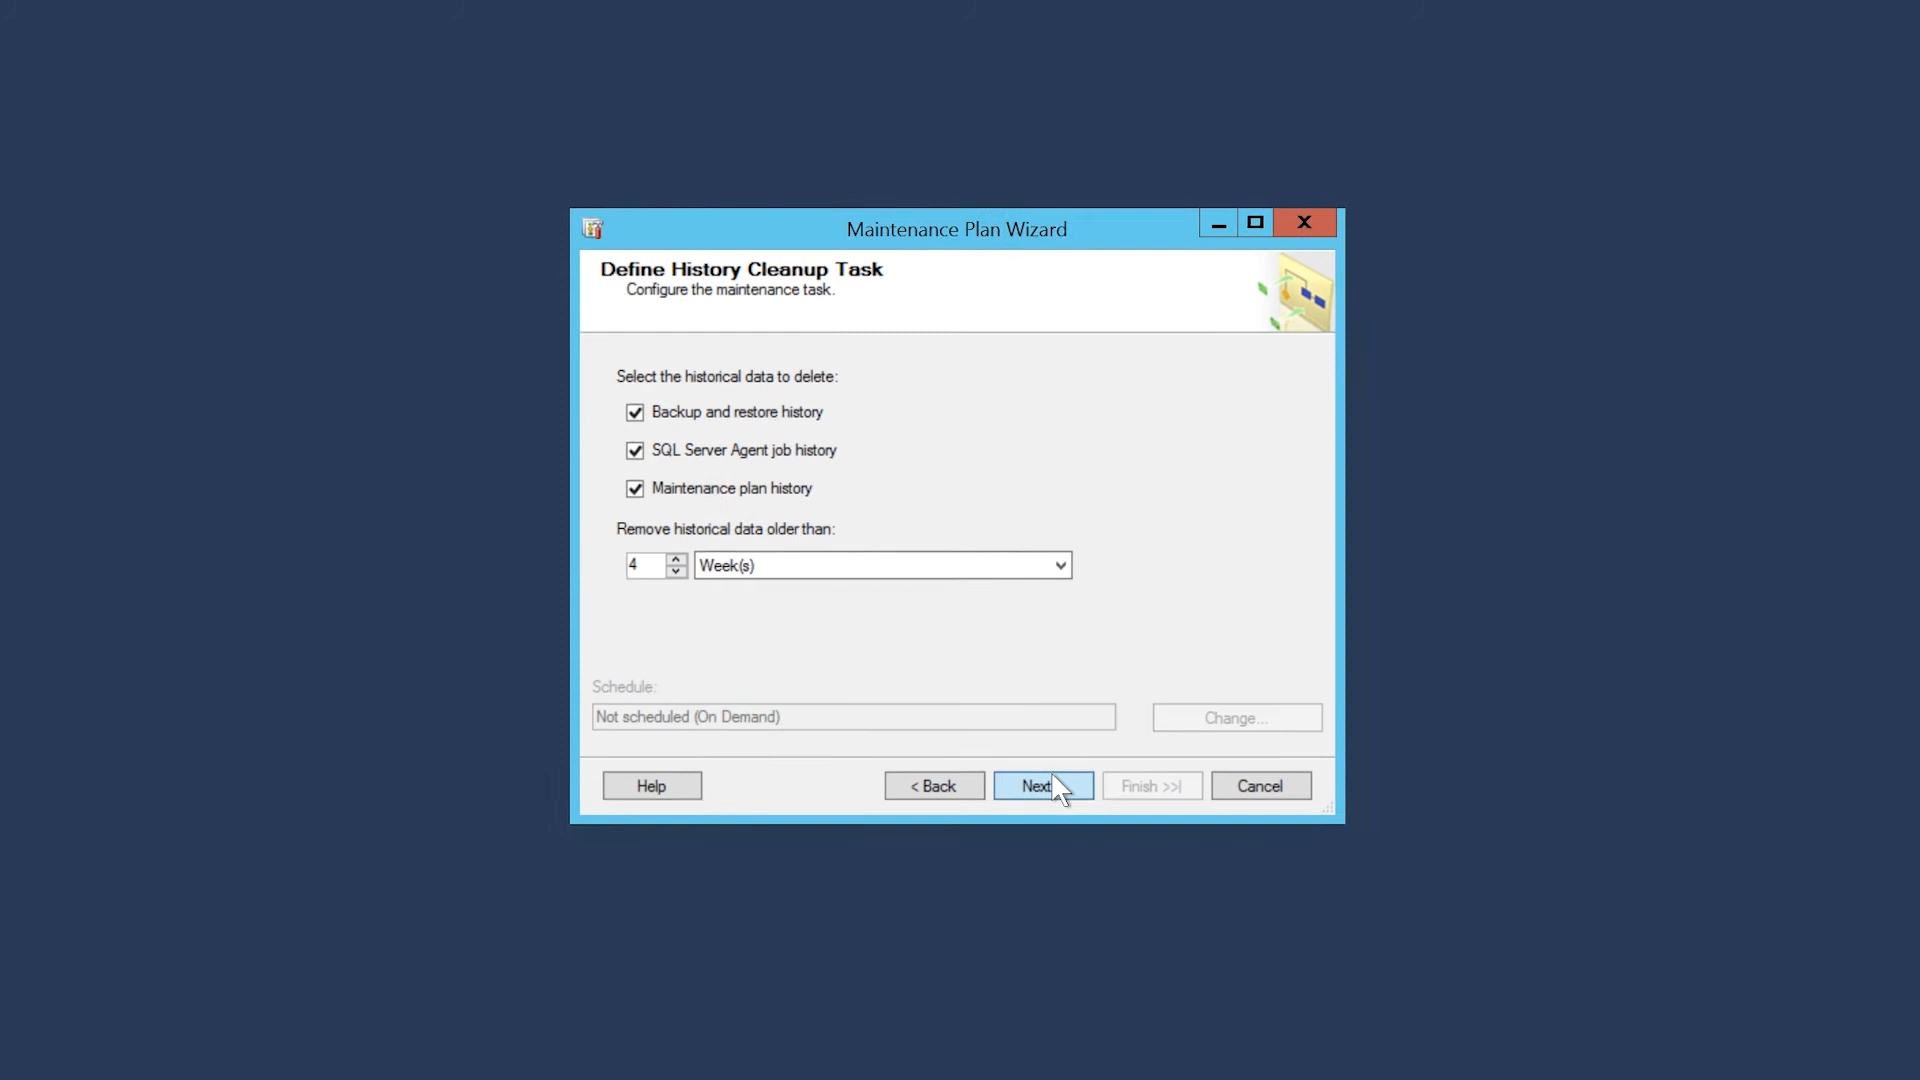 Maintenance Plan Wizard
Define History Cleanup Task
Configure the maintenance task.
Select the historical data to delete:
Backup and restore history
SQL Server Agent job history
Maintenance plan history
Remove historical data older than:
4 Week(s)
Schedule:
Not scheduled (On Demand) Change...
Help < Back Next Finish >>| Cancel